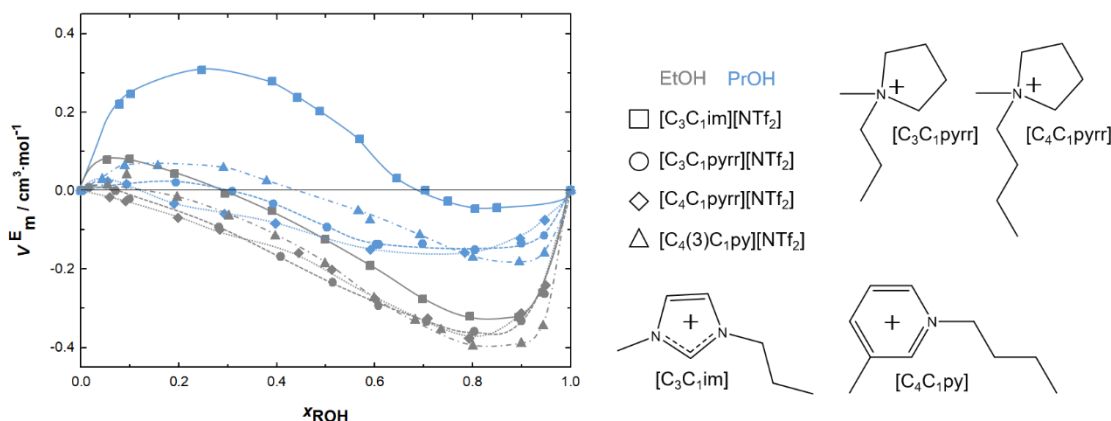 0.4
0.2
0.0
-0.2
-0.4
V^E_m / cm³·mol⁻¹
0.0 0.2 0.4 0.6 0.8 1.0
x_ROH
EtOH PrOH
[C₃C₁im][NTf₂]
[C₃C₁pyrr][NTf₂]
[C₄C₁pyrr][NTf₂]
[C₄(3)C₁py][NTf₂]
N + N +
[C₃C₁pyrr] [C₄C₁pyrr]
+
N N
[C₃C₁im]
+ N
[C₄C₁py]